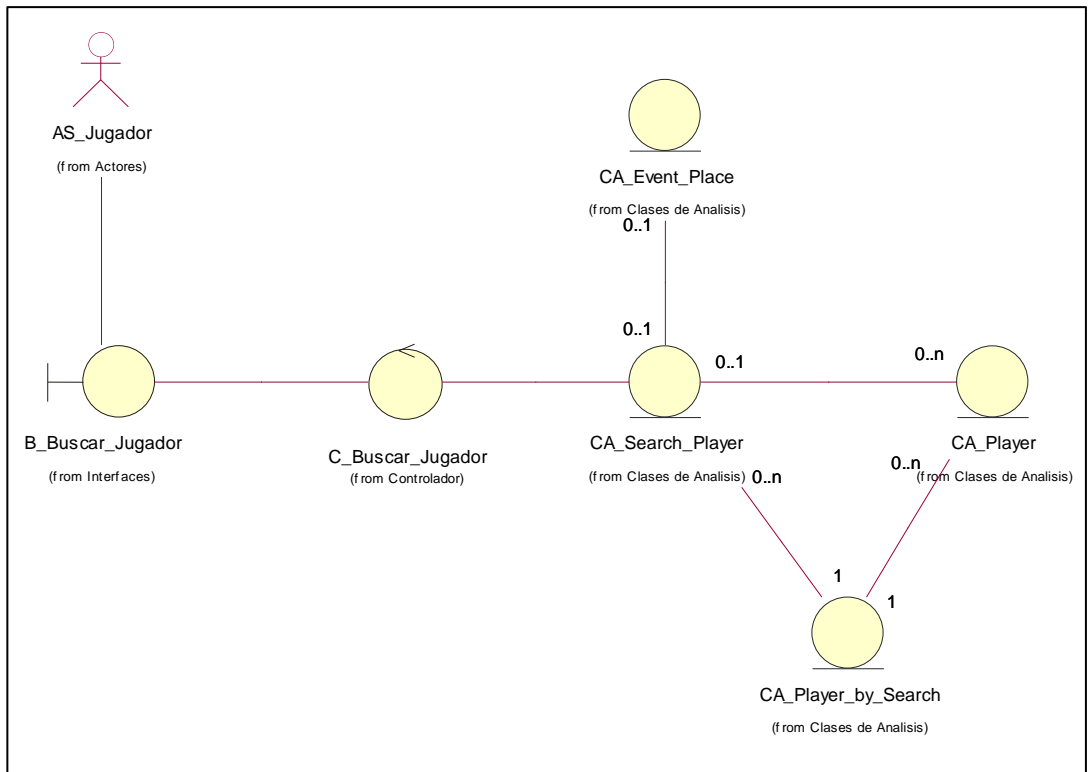 AS_Jugador
(from Actores)
CA_Event_Place
(from Clases de Analisis)
0..1
0..1
0..1
0..n
B_Buscar_Jugador
(from Interfaces)
C_Buscar_Jugador
(from Controlador)
CA_Search_Player
(from Clases de Analisis)
0..n
CA_Player
(from Clases de Analisis)
0..n
1
1
CA_Player_by_Search
(from Clases de Analisis)